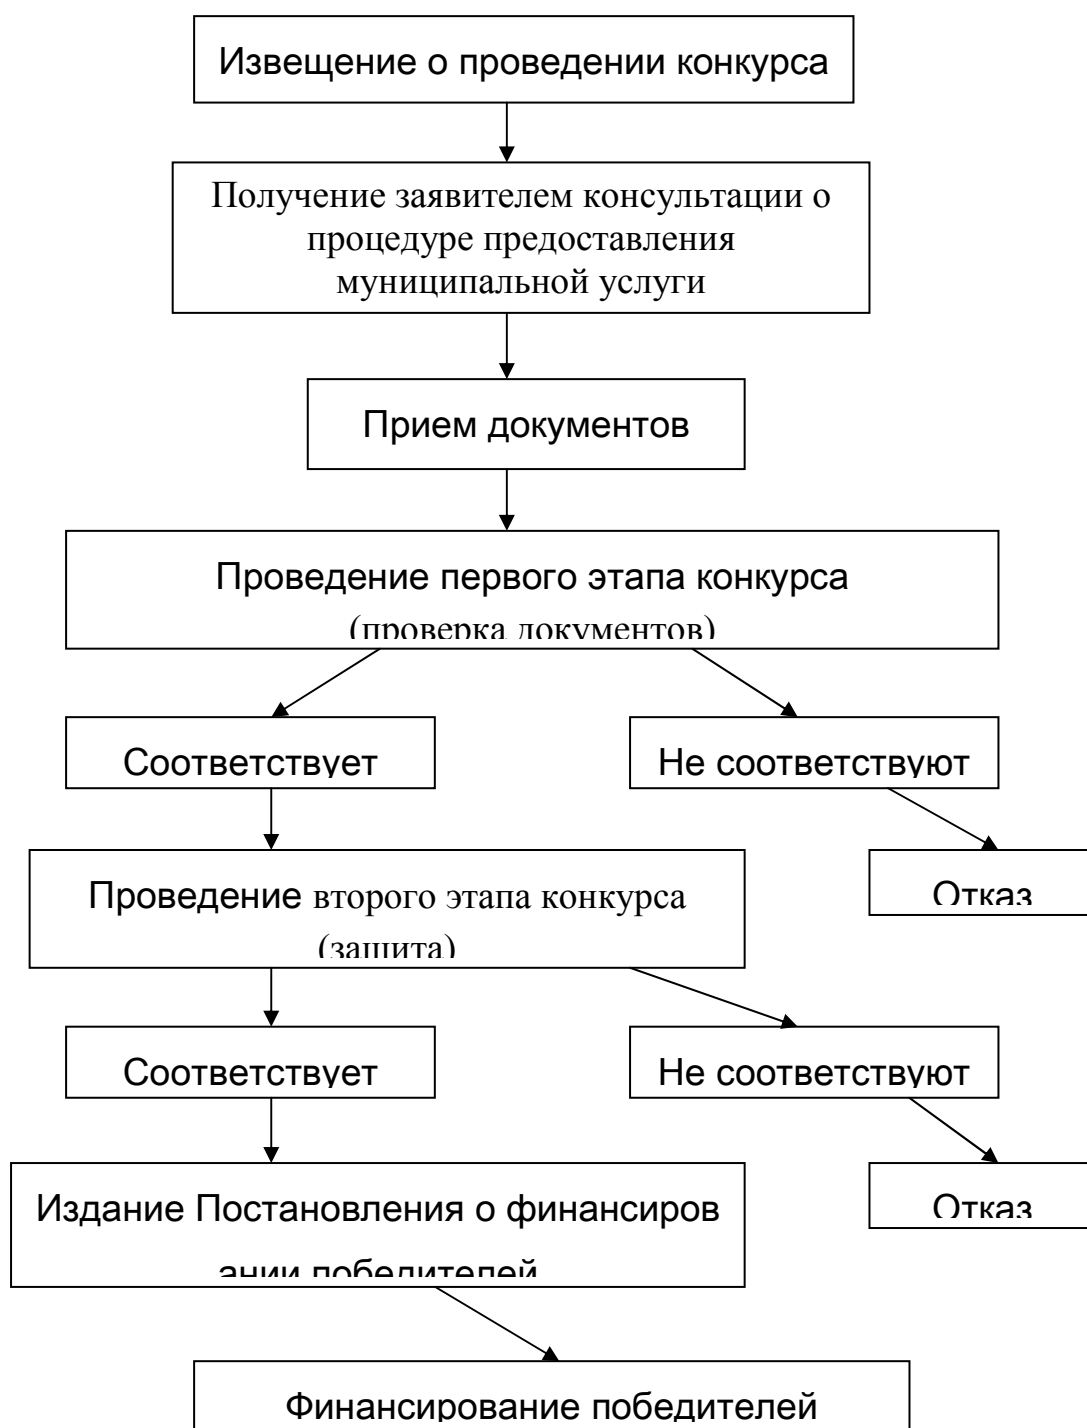 Извещение о проведении конкурса
Получение заявителем консультации о
процедуре предоставления
муниципальной услуги
Прием документов
Проведение первого этапа конкурса
(проверка документов)
Соответствует
Не соответствуют
Проведение второго этапа конкурса
(защита)
Отказ
Соответствует
Не соответствуют
Издание Постановления о финансиров
ании победителей
Отказ
Финансирование победителей